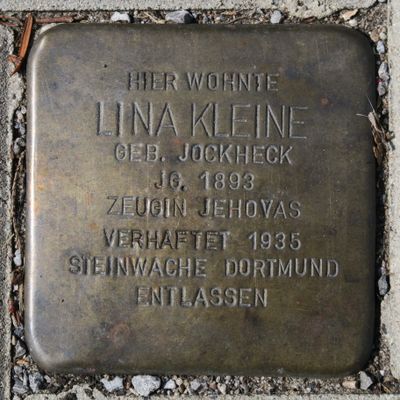 HIER WOHNTE
LINA KLEINE
GEB. JOCKHECK
JG. 1893
ZEUGIN JEHOVAS
VERHAFTET 1935
STEINWACHE DORTMUND
ENTLASSEN